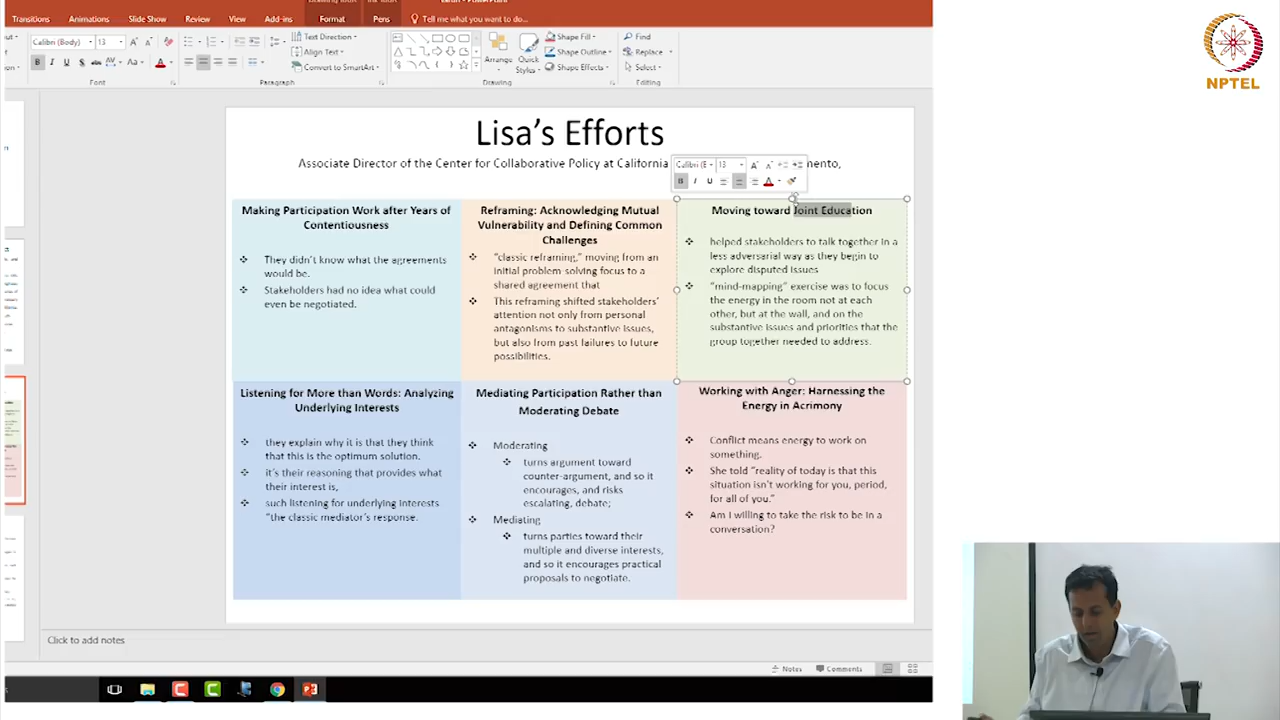 Transitions Animations Slide Show Review View Add-ins Format Pens Tell me what you want to do...
Calibri (Body) 13 Text Direction Shape Fill Find
Align Text Shape Outline Replace
Convert to SmartArt Arrange Quick Styles Shape Effects Select
Font Paragraph Drawing Editing
NPTEL
Lisa's Efforts
Associate Director of the Center for Collaborative Policy at California
Making Participation Work after Years of
Contentiousness
They didn't know what the agreements
would be.
Stakeholders had no idea what could
even be negotiated.
Reframing: Acknowledging Mutual
Vulnerability and Defining Common
Challenges
"classic reframing," moving from an
initial problem-solving focus to a
shared agreement that
This reframing shifted stakeholders'
attention not only from personal
antagonisms to substantive issues,
but also from past failures to future
possibilities.
Moving toward Joint Education
helped stakeholders to talk together in a
less adversarial way as they begin to
explore disputed issues
"mind-mapping" exercise was to focus
the energy in the room not at each
other, but at the wall, and on the
substantive issues and priorities that the
group together needed to address.
Listening for More than Words: Analyzing
Underlying Interests
they explain why it is that they think
that this is the optimum solution.
it's their reasoning that provides what
their interest is,
such listening for underlying interests
"the classic mediator's response.
Mediating Participation Rather than
Moderating Debate
Moderating
turns argument toward
counter-argument, and so it
encourages, and risks
escalating, debate;
Mediating
turns parties toward their
multiple and diverse interests,
and so it encourages practical
proposals to negotiate.
Working with Anger: Harnessing the
Energy in Acrimony
Conflict means energy to work on
something.
She told "reality of today is that this
situation isn't working for you, period,
for all of you."
Am I willing to take the risk to be in a
conversation?
Click to add notes
Notes Comments